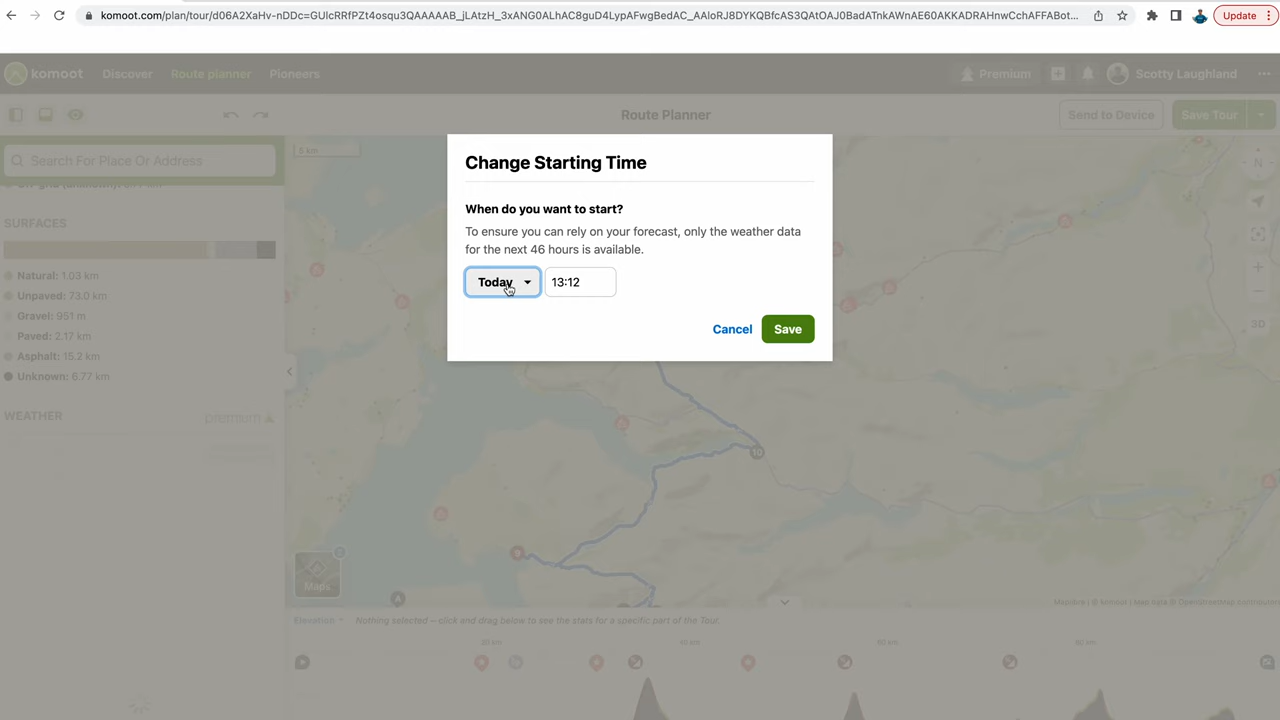 komoot.com/plan/tour/d06A2XaHv-nDDc=GUlcRRfPZt4osqu3QAAAAAB_jLAtzH_3xANG0ALhAC8guD4LypAFwgBedAC_AAloRJ8DYKQBfcAS3QAtOAJ0BadATnkAWnAE60AKKADRAHnwCchAFFABot...
Update
komoot
Discover
Route planner
Pioneers
Premium
Scotty Laughland
Route Planner
Send to Device
Save Tour
Search For Place Or Address
5 km
N
SURFACES
Natural: 1.03 km
Unpaved: 73.0 km
Gravel: 951 m
Paved: 2.17 km
Asphalt: 15.2 km
Unknown: 6.77 km
WEATHER
premium
3D
Change Starting Time
When do you want to start?
To ensure you can rely on your forecast, only the weather data
for the next 46 hours is available.
Today
13:12
Cancel
Save
10
Maps
A
Elevation
Nothing selected – click and drag below to see the stats for a specific part of the Tour.